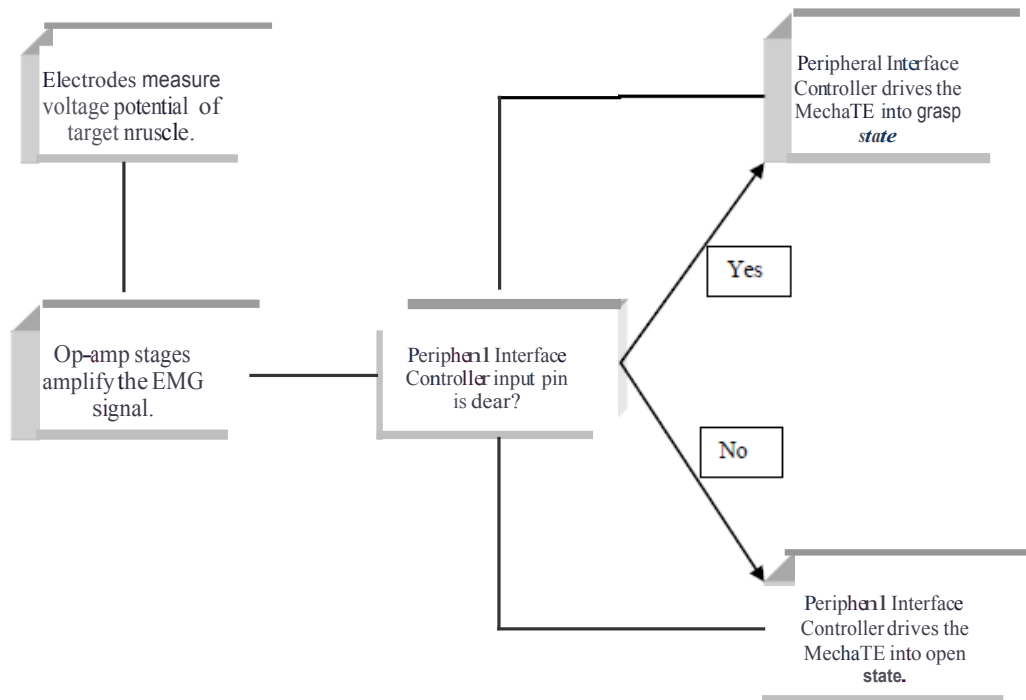 Electrodes measure
voltage potential of
target nruscle.
Op-amp stages
amplify the EMG
signal.
Periphen1 Interface
Controller input pin
is dear?
Yes
No
Peripheral Interface
Controller drives the
MechaTE into grasp
state
Periphen1 Interface
Controller drives the
MechaTE into open
state.